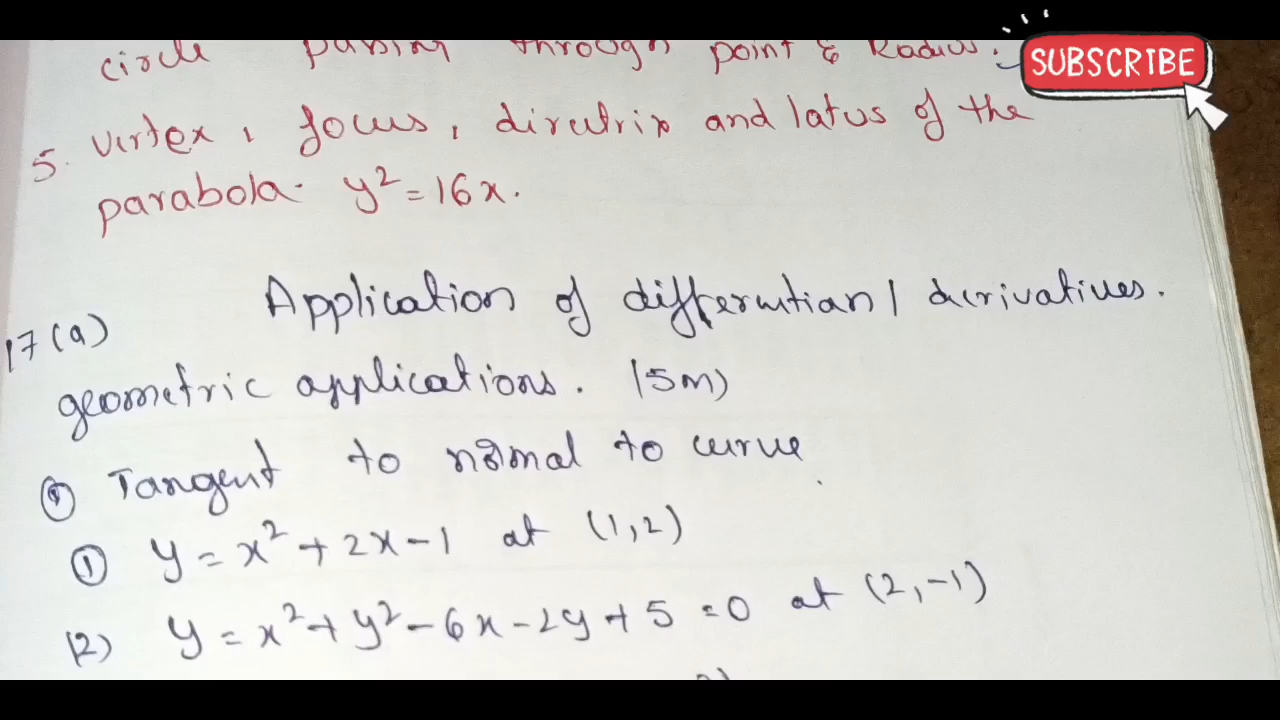 circle passing through point & Radius.
SUBSCRIBE
5. vertex, focus, directrix and latus of the
parabola. y² = 16x.
17(a) Application of differentian / derivatives.
geometric applications. (5m)
Tangent to normal to curve
① y = x² + 2x - 1 at (1,2)
(2) y = x² + y² - 6x - 2y + 5 = 0 at (2,-1)